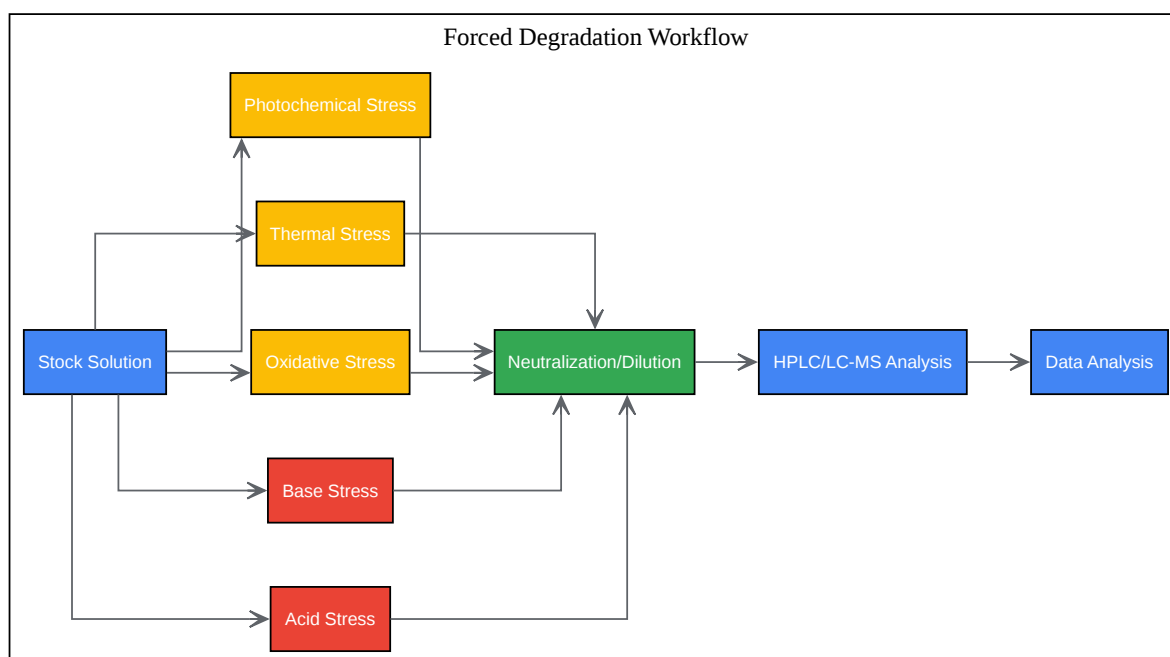 Forced Degradation Workflow
Photochemical Stress
Thermal Stress
Stock Solution
Oxidative Stress
Neutralization/Dilution
HPLC/LC-MS Analysis
Data Analysis
Base Stress
Acid Stress